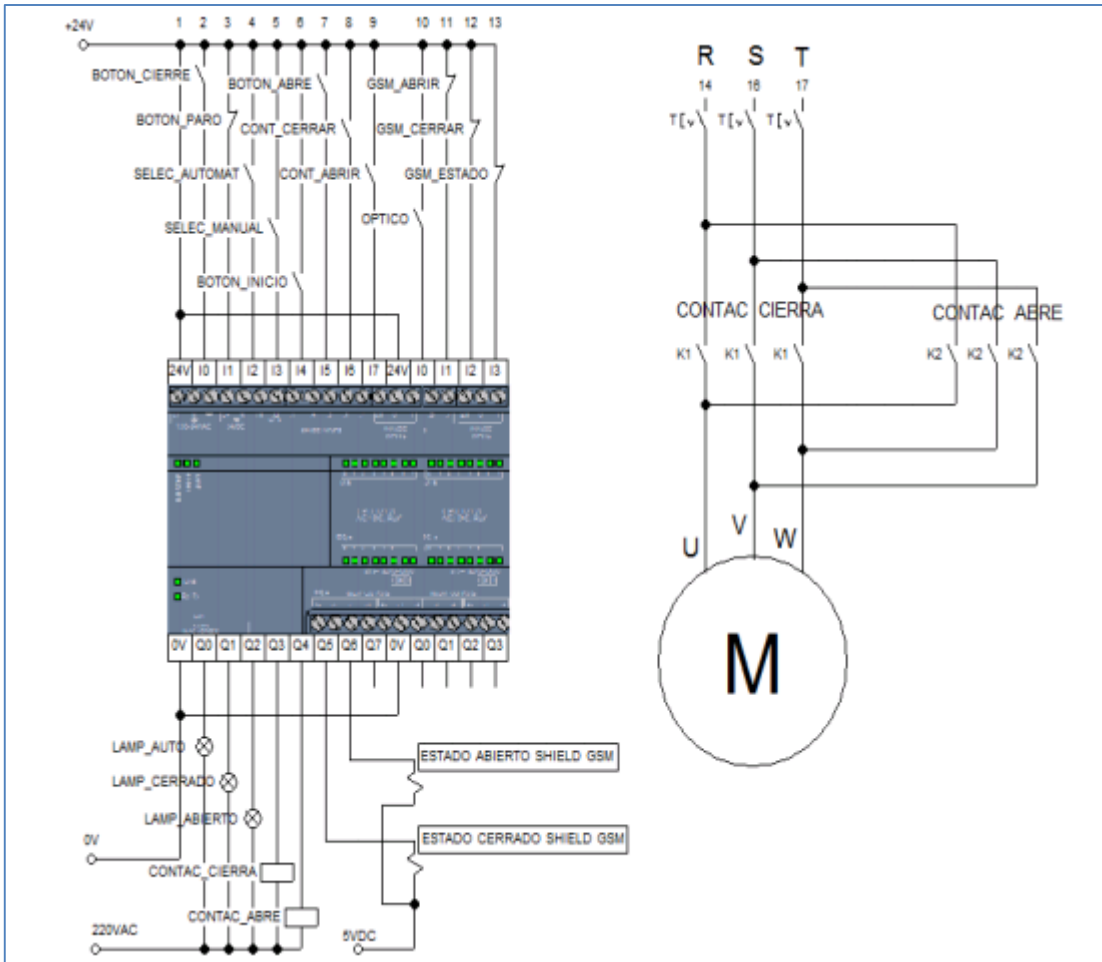 +24V 1 2 3 4 5 6 7 8 9 10 11 12 13
BOTON_CIERRE
BOTON_ABRE
GSM_ABRIR
BOTON_PARO
CONT_CERRAR
GSM_CERRAR
SELEC_AUTOMAT
CONT_ABRIR
GSM_ESTADO
SELEC_MANUAL
OPTICO
BOTON_INICIO
24V I0 I1 I2 I3 I4 I5 I6 I7 24V I0 I1 I2 I3
0V Q0 Q1 Q2 Q3 Q4 Q5 Q6 Q7 0V Q0 Q1 Q2 Q3
LAMP_AUTO
ESTADO ABIERTO SHIELD GSM
LAMP_CERRADO
LAMP_ABIERTO
0V
ESTADO CERRADO SHIELD GSM
CONTAC_CIERRA
CONTAC_ABRE
220VAC
5VDC
R S T
14 16 17
CONTAC CIERRA
CONTAC ABRE
K1 K1 K1 K2 K2 K2
U V W
M